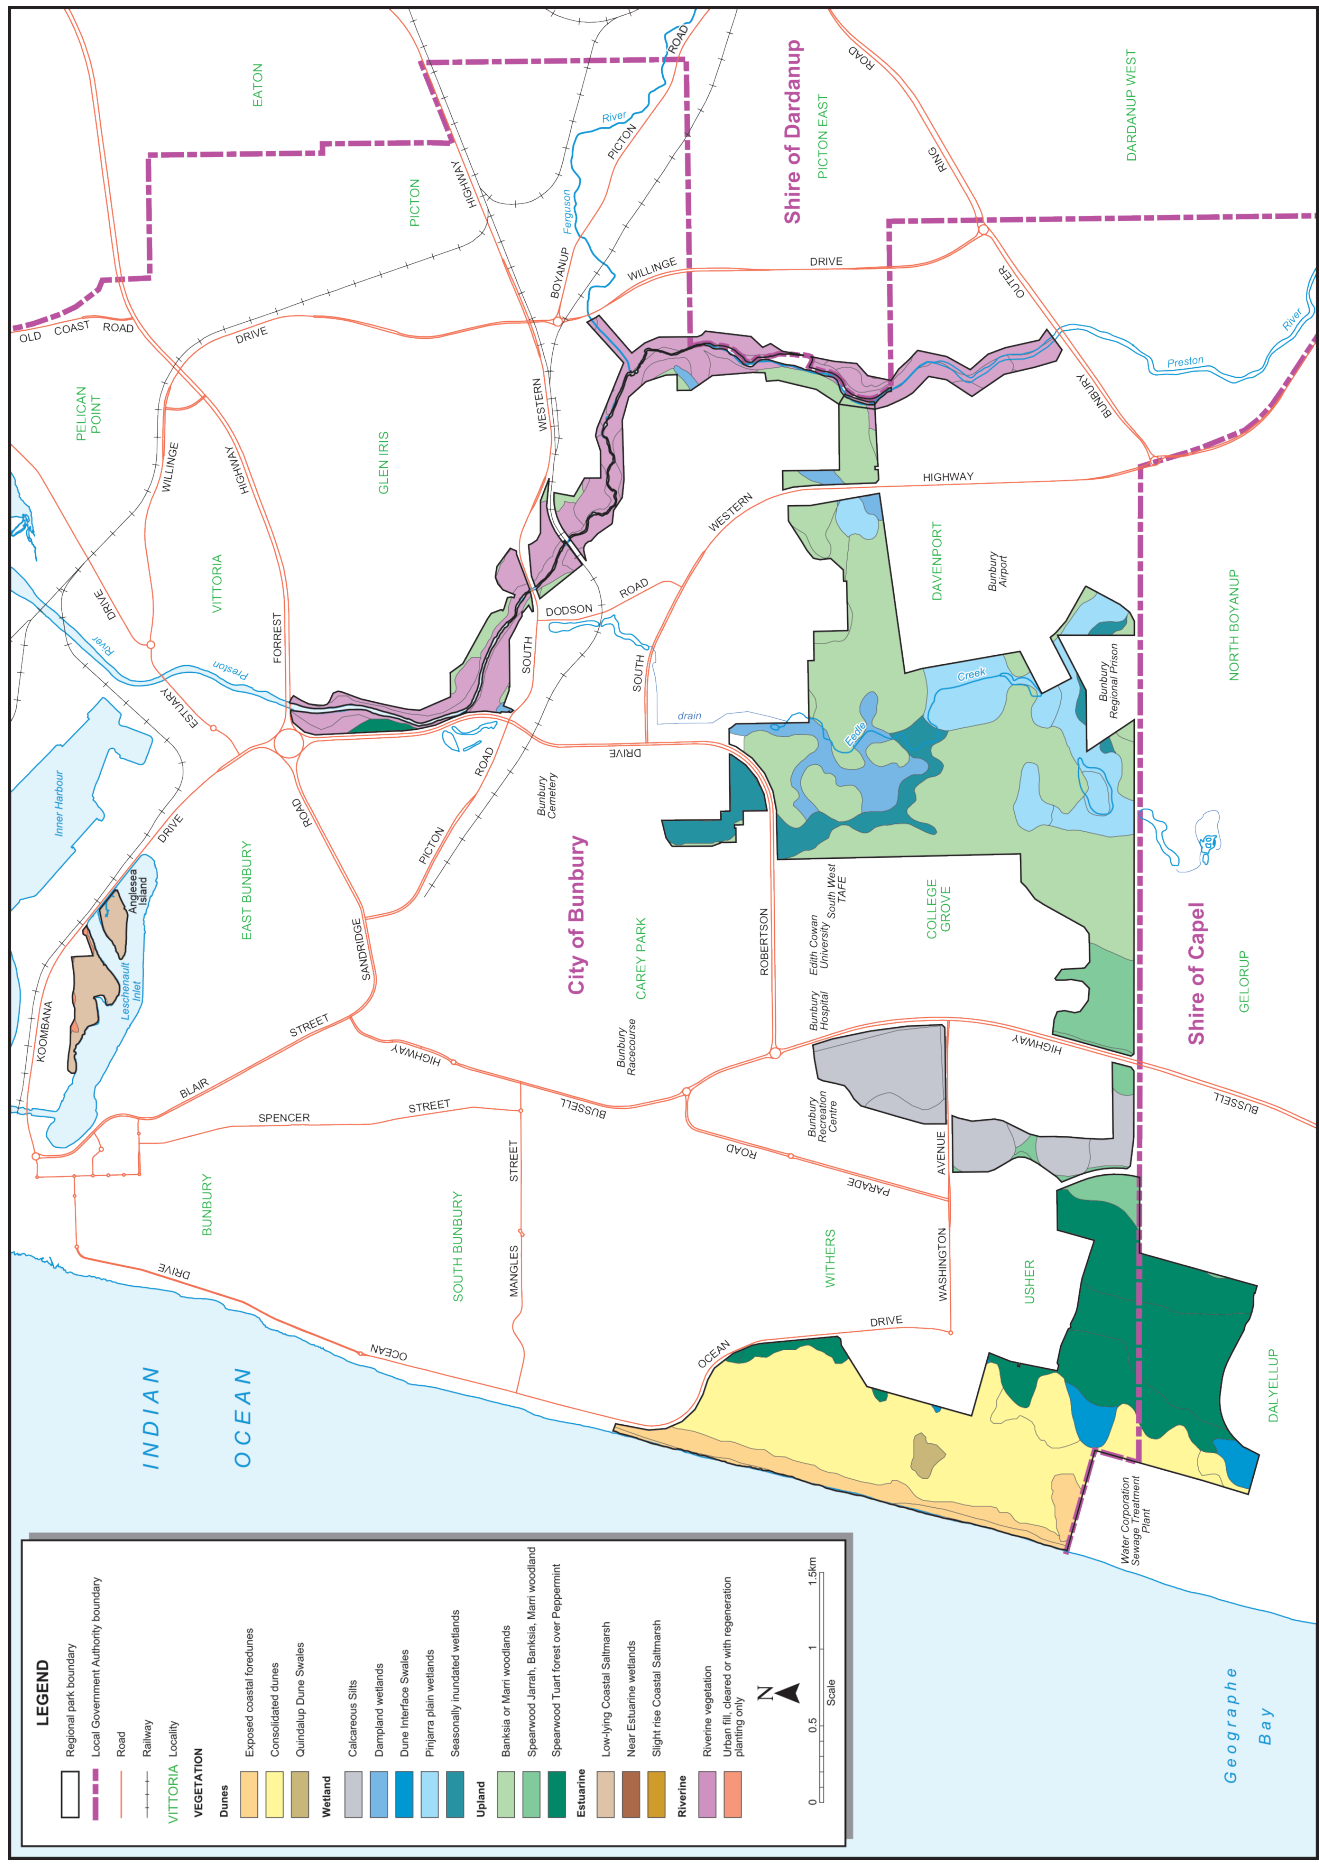 LEGEND
Regional park boundary
Local Government Authority boundary
Road
Railway
VITTORIA Locality
VEGETATION
Dunes
Exposed coastal foredunes
Consolidated dunes
Quindalup Dune Swales
Wetland
Calcareous Silts
Dampland wetlands
Dune Interface Swales
Pinjarra plain wetlands
Seasonally inundated wetlands
Upland
Banksia or Marri woodlands
Spearwood Jarrah, Banksia, Marri woodland
Spearwood Tuart forest over Peppermint
Estuarine
Low-lying Coastal Saltmarsh
Near Estuarine wetlands
Slight rise Coastal Saltmarsh
Riverine
Riverine vegetation
Urban fill, cleared or with regeneration
planting only
N
0 0.5 1 1.5km
Scale
INDIAN
OCEAN
Geographe
Bay
KOOMBANA
DRIVE
Leschenault
Inlet
Anglesea
Island
Inner Harbour
ESTUARY
DRIVE
River
Preston
PELICAN
POINT
OLD
COAST
ROAD
EATON
PICTON
VITTORIA
GLEN IRIS
WILLINGE
DRIVE
FORREST
HIGHWAY
EAST BUNBURY
BUNBURY
SOUTH BUNBURY
BLAIR
STREET
SPENCER
STREET
SANDRIDGE
ROAD
PICTON
ROAD
Bunbury
Cemetery
HIGHWAY
BUSSELL
MANGLES
STREET
OCEAN
DRIVE
City of Bunbury
CAREY PARK
Bunbury
Racecourse
SOUTH
WESTERN
HIGHWAY
BOYANUP
PICTON
ROAD
Ferguson
River
WILLINGE
DRIVE
Shire of Dardanup
PICTON EAST
DARDANUP WEST
ROAD
RING
OUTER
BUNBURY
Preston
River
DODSON
ROAD
SOUTH
WESTERN
HIGHWAY
drain
DRIVE
ROBERTSON
DAVENPORT
Bunbury
Airport
Bunbury
Regional Prison
NORTH BOYANUP
Eedle
Creek
South West
TAFE
Edith Cowan
University
Bunbury
Hospital
COLLEGE
GROVE
Shire of Capel
GELORUP
HIGHWAY
BUSSELL
Bunbury
Recreation
Centre
PARADE
ROAD
WASHINGTON
AVENUE
WITHERS
USHER
OCEAN
DRIVE
DALYELLUP
Water Corporation
Sewage Treatment
Plant